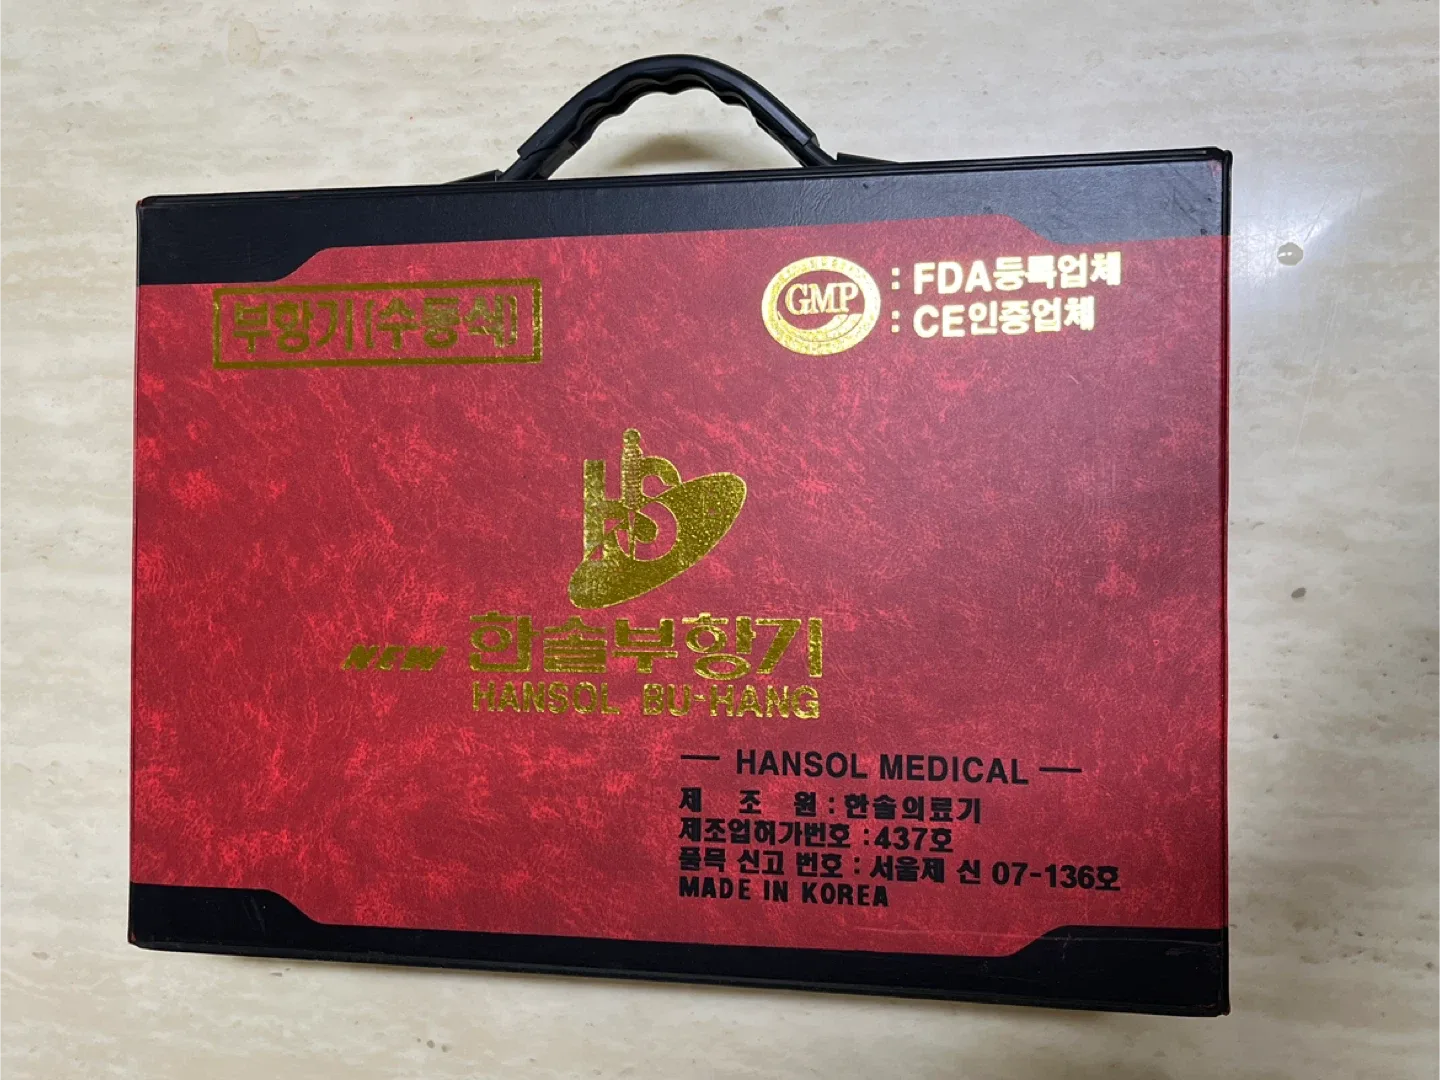 부항기(수동식)
GMP : FDA등록업체
: CE인증업체
HS
NEW 한솔부항기
HANSOL BU-HANG
— HANSOL MEDICAL —
제 조 원 : 한솔의료기
제조업허가번호 : 437호
품목 신고 번호 : 서울제 신 07-136호
MADE IN KOREA